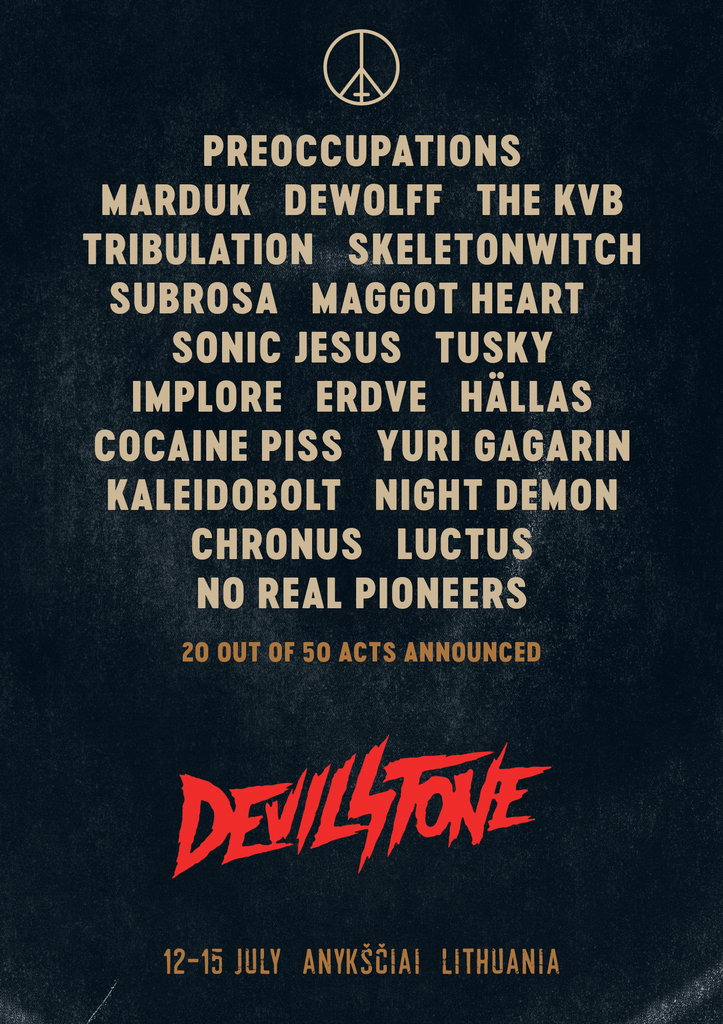 PREOCCUPATIONS
MARDUK DEWOLFF THE KVB
TRIBULATION SKELETONWITCH
SUBROSA MAGGOT HEART
SONIC JESUS TUSKY
IMPLORE ERDVE HÄLLAS
COCAINE PISS YURI GAGARIN
KALEIDOBOLT NIGHT DEMON
CHRONUS LUCTUS
NO REAL PIONEERS
20 OUT OF 50 ACTS ANNOUNCED
DEVILSTONE
12-15 JULY ANYKŠČIAI LITHUANIA